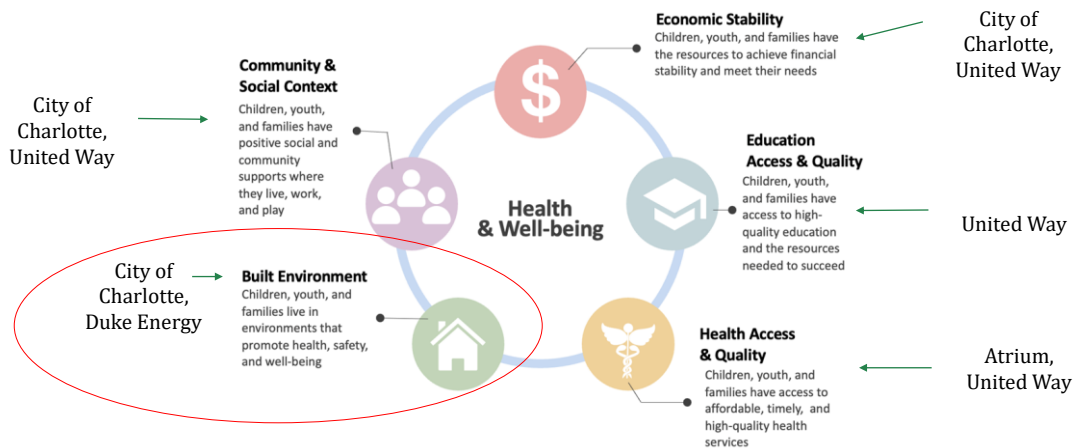 Economic Stability
Children, youth, and families have
the resources to achieve financial
stability and meet their needs
City of
Charlotte,
United Way
Community &
Social Context
Children, youth,
and families have
positive social and
community
supports where
they live, work,
and play
City of
Charlotte,
United Way
Education
Access & Quality
Children, youth,
and families have
access to high-
quality education
and the resources
needed to succeed
United Way
$
Health
& Well-being
City of
Charlotte,
Duke Energy
Built Environment
Children, youth, and
families live in
environments that
promote health, safety,
and well-being
Health Access
& Quality
Children, youth, and
families have access to
affordable, timely, and
high-quality health
services
Atrium,
United Way